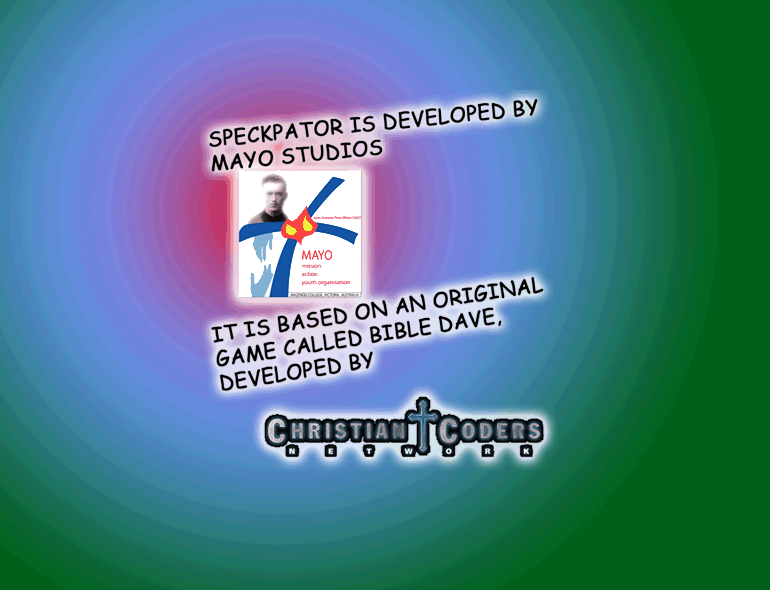 SPECKPATOR IS DEVELOPED BY
MAYO STUDIOS
MAYO
mission
action
youth organisation
MAZENOD COLLEGE, VICTORIA, AUSTRALIA
IT IS BASED ON AN ORIGINAL
GAME CALLED BIBLE DAVE,
DEVELOPED BY
CHRISTIAN CODERS
NETWORK